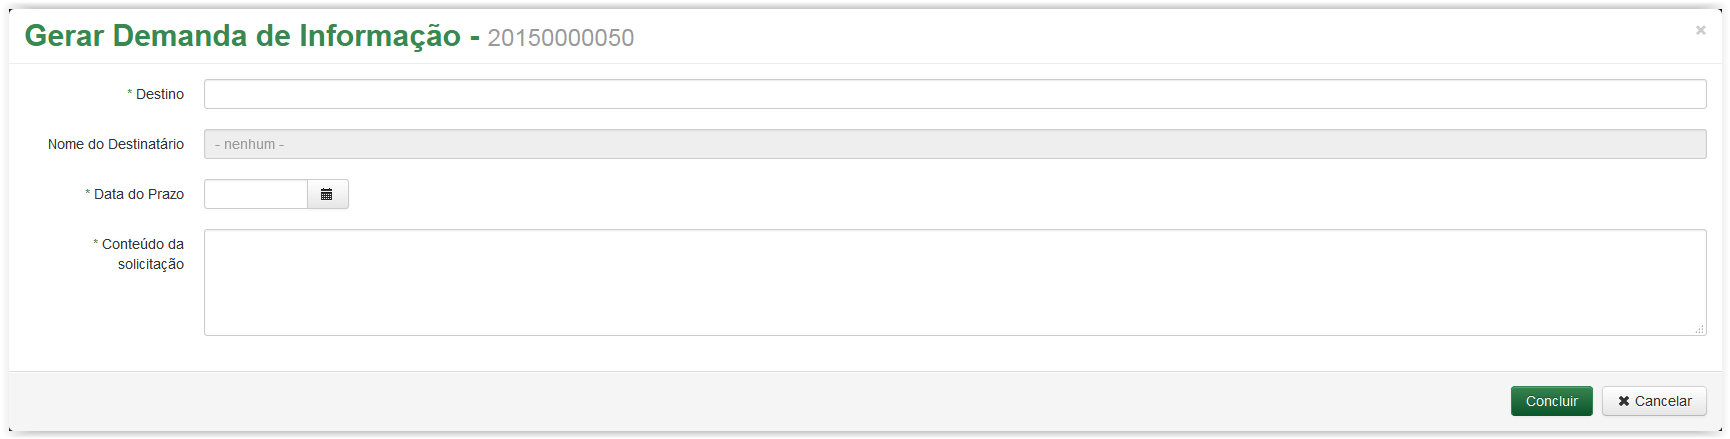 Gerar Demanda de Informação - 20150000050
×
* Destino
Nome do Destinatário
- nenhum -
* Data do Prazo
* Conteúdo da
solicitação
Concluir
✖ Cancelar